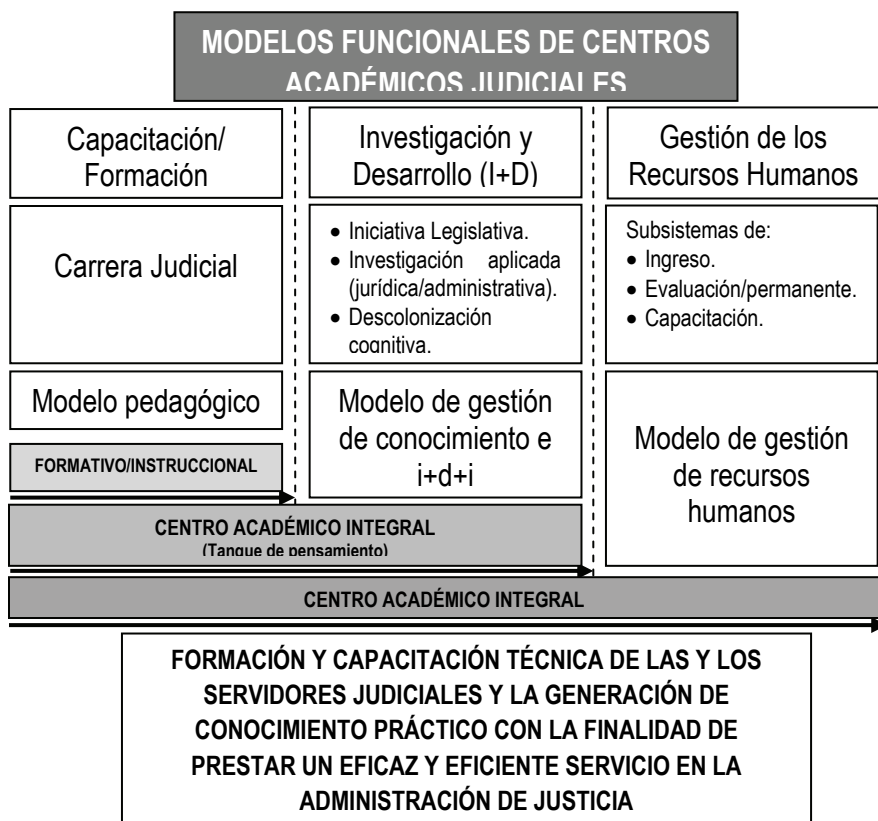 MODELOS FUNCIONALES DE CENTROS
ACADÉMICOS JUDICIALES
Capacitación/
Formación
Investigación y
Desarrollo (I+D)
Gestión de los
Recursos Humanos
Carrera Judicial
• Iniciativa Legislativa.
• Investigación aplicada
(jurídica/administrativa).
• Descolonización
cognitiva.
Subsistemas de:
• Ingreso.
• Evaluación/permanente.
• Capacitación.
Modelo pedagógico
Modelo de gestión
de conocimiento e
i+d+i
Modelo de gestión
de recursos
humanos
FORMATIVO/INSTRUCCIONAL
CENTRO ACADÉMICO INTEGRAL
(Tanque de pensamiento)
CENTRO ACADÉMICO INTEGRAL
FORMACIÓN Y CAPACITACIÓN TÉCNICA DE LAS Y LOS
SERVIDORES JUDICIALES Y LA GENERACIÓN DE
CONOCIMIENTO PRÁCTICO CON LA FINALIDAD DE
PRESTAR UN EFICAZ Y EFICIENTE SERVICIO EN LA
ADMINISTRACIÓN DE JUSTICIA